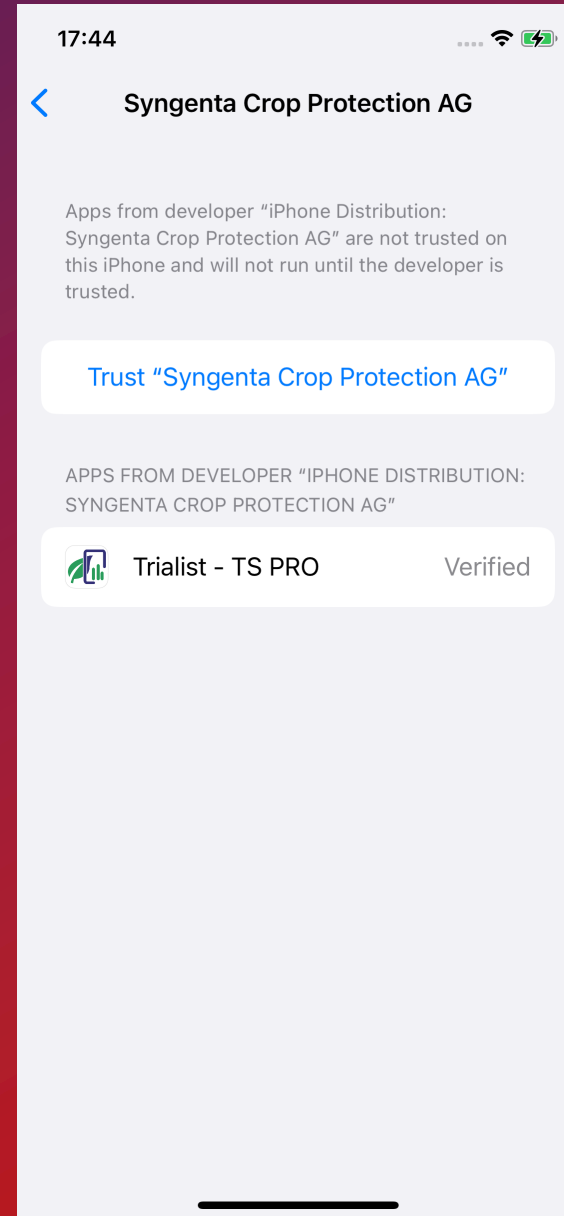 17:44
Syngenta Crop Protection AG
Apps from developer “iPhone Distribution:
Syngenta Crop Protection AG” are not trusted on
this iPhone and will not run until the developer is
trusted.
Trust “Syngenta Crop Protection AG”
APPS FROM DEVELOPER “IPHONE DISTRIBUTION:
SYNGENTA CROP PROTECTION AG”
Trialist - TS PRO Verified